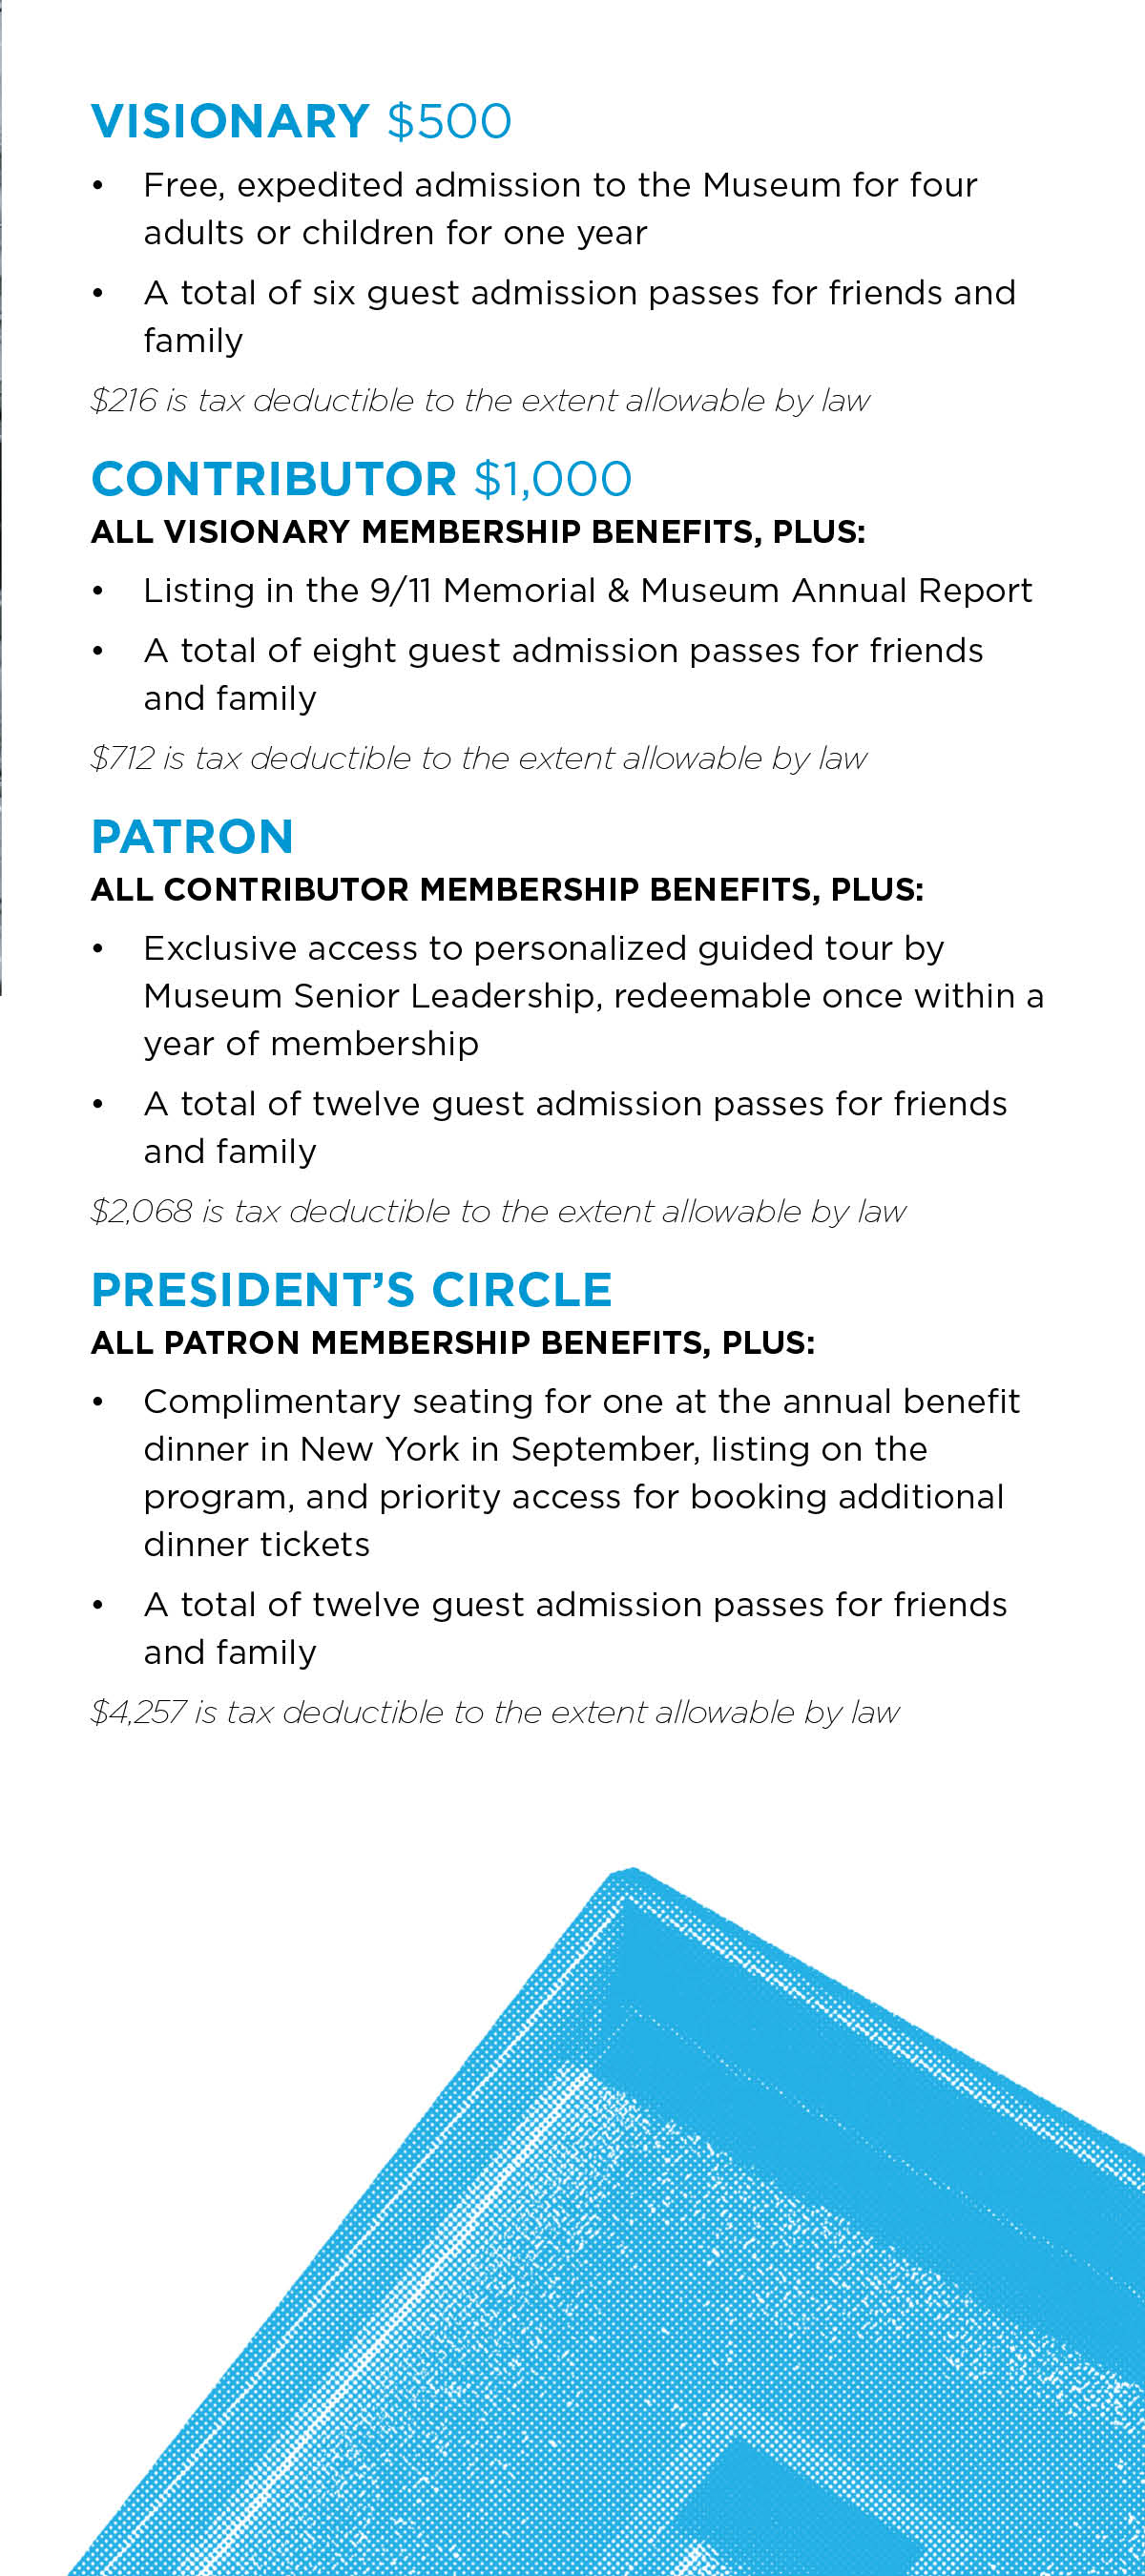 VISIONARY $500
• Free, expedited admission to the Museum for four
adults or children for one year
• A total of six guest admission passes for friends and
family
$216 is tax deductible to the extent allowable by law
CONTRIBUTOR $1,000
ALL VISIONARY MEMBERSHIP BENEFITS, PLUS:
• Listing in the 9/11 Memorial & Museum Annual Report
• A total of eight guest admission passes for friends
and family
$712 is tax deductible to the extent allowable by law
PATRON
ALL CONTRIBUTOR MEMBERSHIP BENEFITS, PLUS:
• Exclusive access to personalized guided tour by
Museum Senior Leadership, redeemable once within a
year of membership
• A total of twelve guest admission passes for friends
and family
$2,068 is tax deductible to the extent allowable by law
PRESIDENT’S CIRCLE
ALL PATRON MEMBERSHIP BENEFITS, PLUS:
• Complimentary seating for one at the annual benefit
dinner in New York in September, listing on the
program, and priority access for booking additional
dinner tickets
• A total of twelve guest admission passes for friends
and family
$4,257 is tax deductible to the extent allowable by law